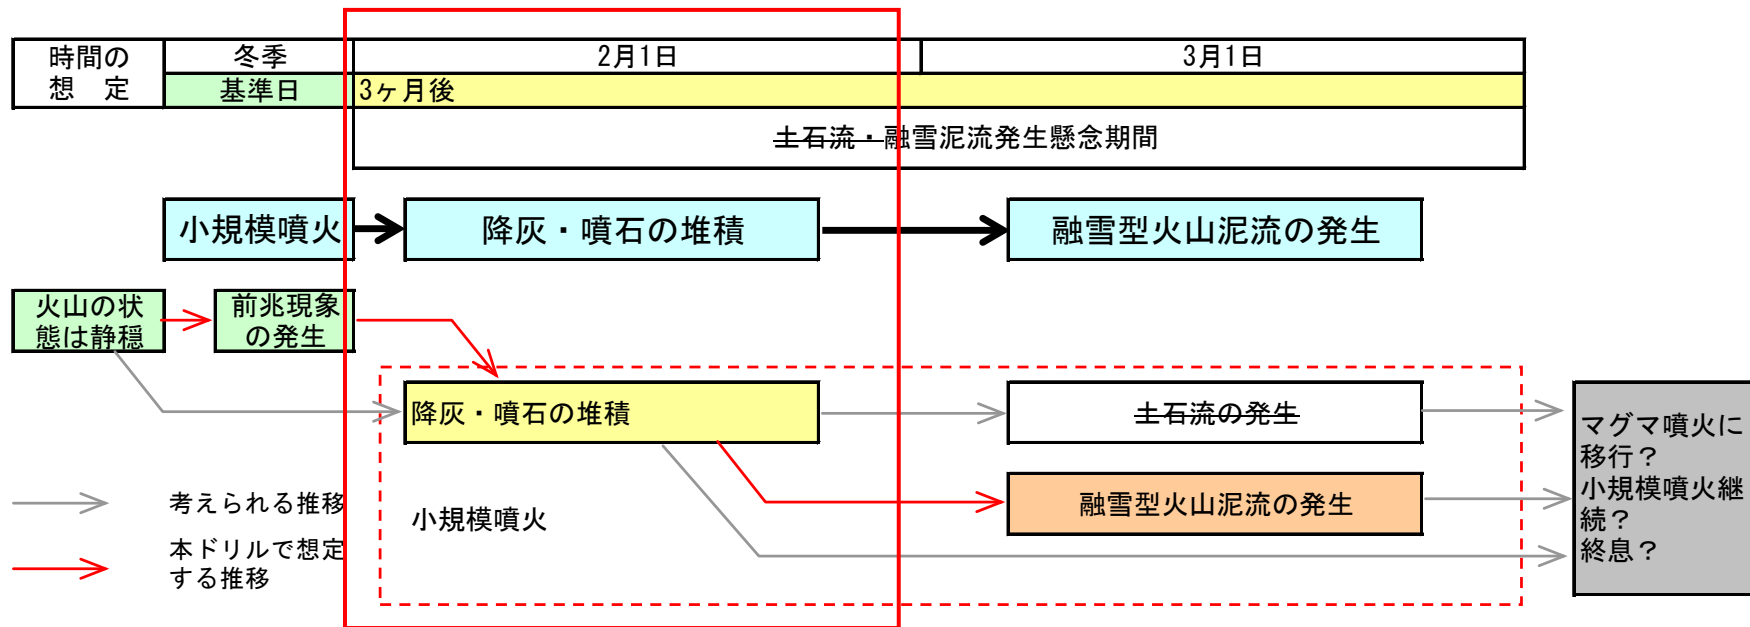 時間の
想　定
冬季
2月1日
3月1日
基準日
3ヶ月後
土石流・融雪泥流発生懸念期間
小規模噴火
降灰・噴石の堆積
融雪型火山泥流の発生
火山の状
態は静穏
前兆現象
の発生
降灰・噴石の堆積
土石流の発生
融雪型火山泥流の発生
小規模噴火
マグマ噴火に
移行？
小規模噴火継
続？
終息？
考えられる推移
本ドリルで想定
する推移